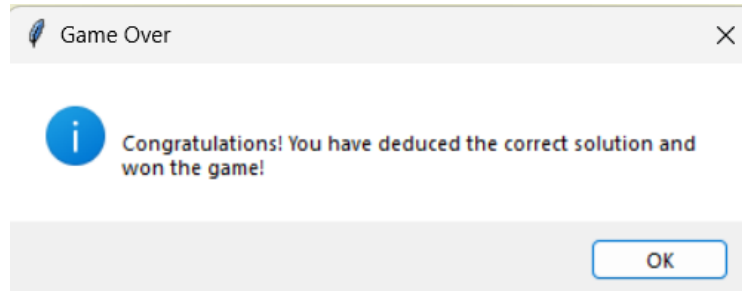 Game Over
Congratulations! You have deduced the correct solution and
won the game!
OK